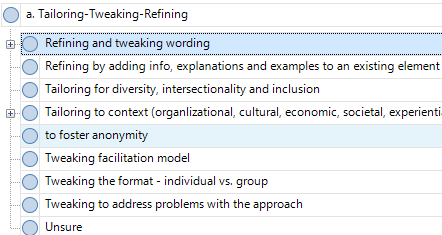 a. Tailoring-Tweaking-Refining
Refining and tweaking wording
Refining by adding info, explanations and examples to an existing element
Tailoring for diversity, intersectionality and inclusion
Tailoring to context (organlizational, cultural, economic, societal, experienti
to foster anonymity
Tweaking facilitation model
Tweaking the format - individual vs. group
Tweaking to address problems with the approach
Unsure